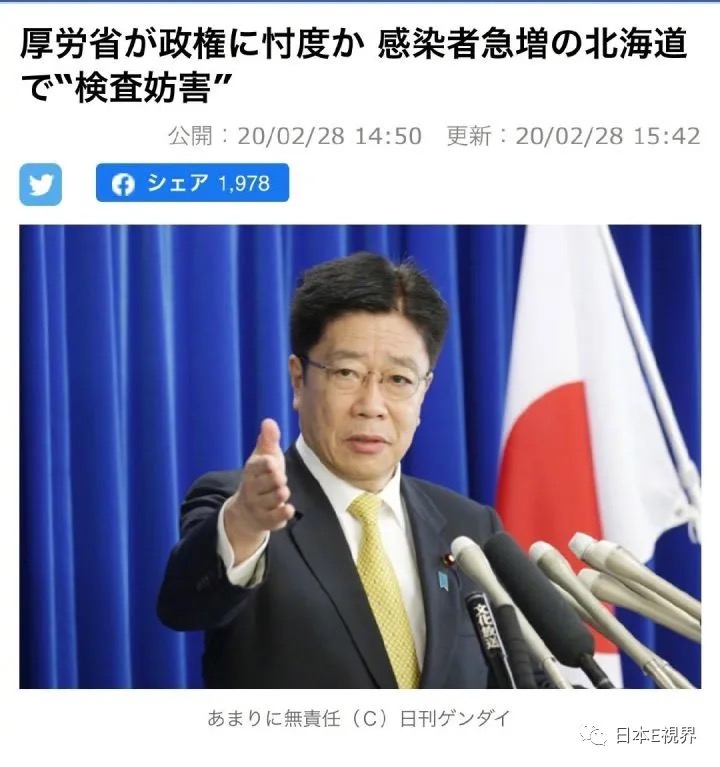 厚労省が政権に忖度か 感染者急増の北海道
で“検査妨害”
公開：20/02/28 14:50 更新：20/02/28 15:42
シェア 1,978
文化放送
あまりに無責任（C）日刊ゲンダイ
日本E視界